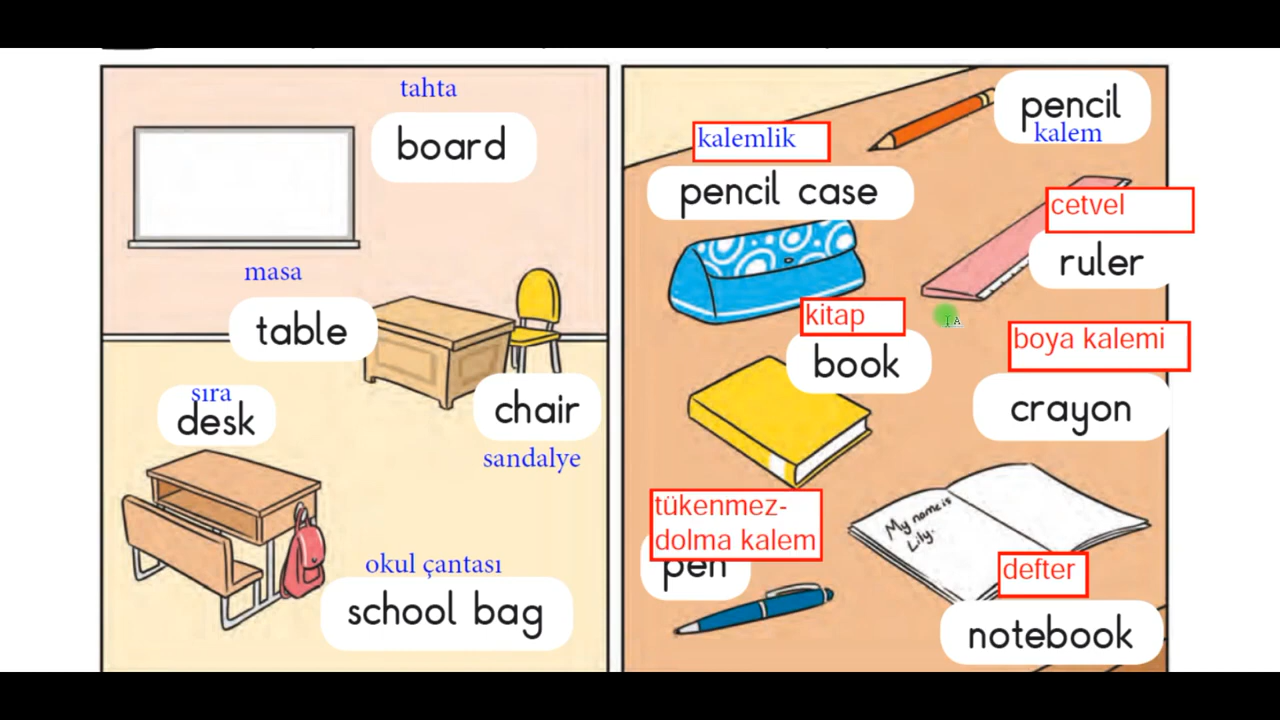 tahta
board
masa
table
chair
sandalye
sıra
desk
okul çantası
school bag
pencil
kalem
kalemlik
pencil case
cetvel
ruler
kitap
book
boya kalemi
crayon
My name is
Lily.
tükenmez-
dolma kalem
pen
defter
notebook